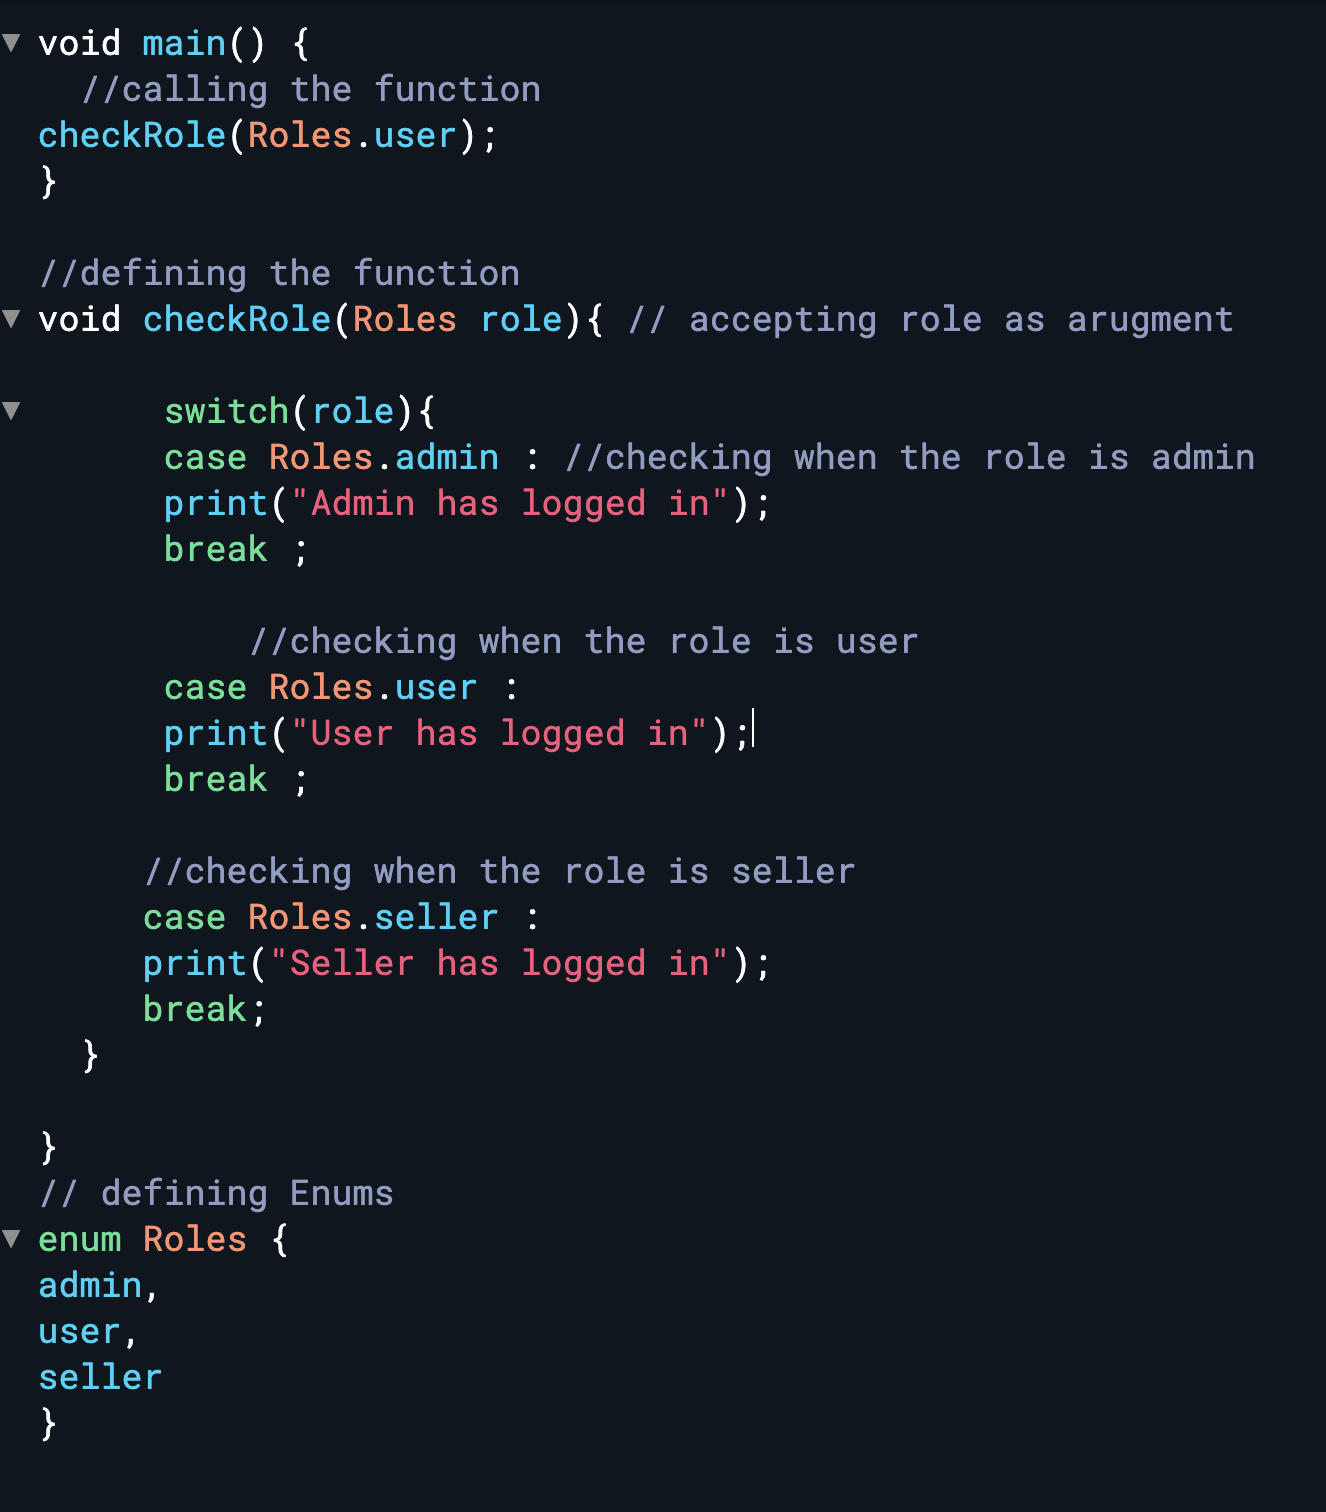 void main() {
  //calling the function
checkRole(Roles.user);
}

//defining the function
void checkRole(Roles role){ // accepting role as arugment

      switch(role){
      case Roles.admin : //checking when the role is admin
      print("Admin has logged in");
      break ;

          //checking when the role is user
      case Roles.user :
      print("User has logged in");
      break ;

     //checking when the role is seller
     case Roles.seller :
     print("Seller has logged in");
     break;
  }

}
// defining Enums
enum Roles {
admin,
user,
seller
}